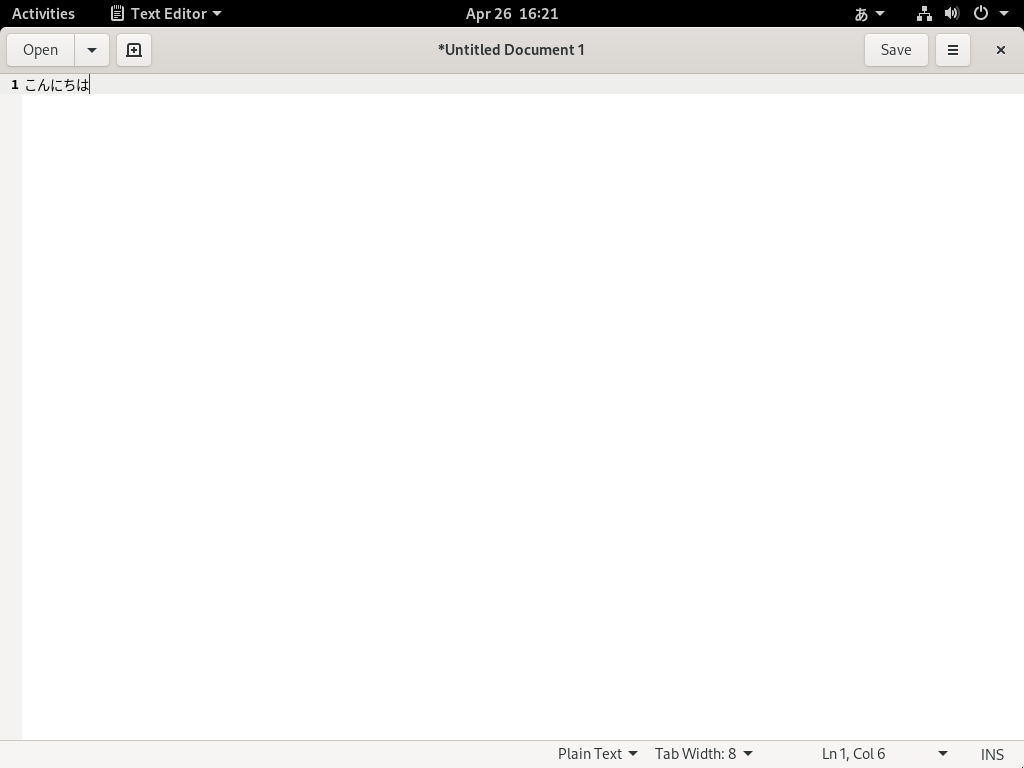 Activities Text Editor Apr 26 16:21 あ
Open *Untitled Document 1 Save
1 こんにちは
Plain Text Tab Width: 8 Ln 1, Col 6 INS